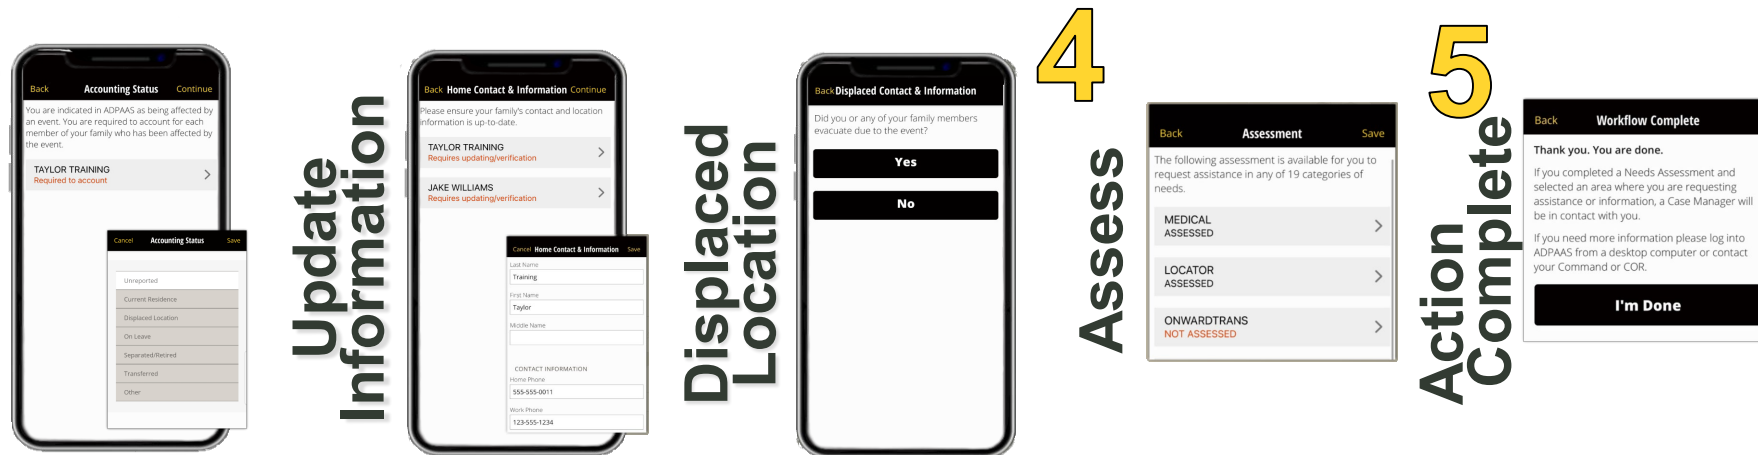 Back Accounting Status Continue
You are indicated in ADPAAS as being affected by
an event. You are required to account for each
member of your family who has been affected by
the event.
TAYLOR TRAINING
Required to account
Cancel Accounting Status Save
Unreported
Current Residence
Displaced Location
On Leave
Separated/Retired
Transferred
Other
Update
Information
Back Home Contact & Information Continue
Please ensure your family's contact and location
information is up-to-date.
TAYLOR TRAINING
Requires updating/verification
JAKE WILLIAMS
Requires updating/verification
Cancel Home Contact & Information Save
Last Name
Training
First Name
Taylor
Middle Name
CONTACT INFORMATION
Home Phone
555-555-0011
Work Phone
123-555-1234
Displaced
Location
Back Displaced Contact & Information
Did you or any of your family members
evacuate due to the event?
Yes
No
4
Assess
Back Assessment Save
The following assessment is available for you to
request assistance in any of 19 categories of
needs.
MEDICAL
ASSESSED
LOCATOR
ASSESSED
ONWARDTRANS
NOT ASSESSED
5
Action
Complete
Back Workflow Complete
Thank you. You are done.
If you completed a Needs Assessment and
selected an area where you are requesting
assistance or information, a Case Manager will
be in contact with you.
If you need more information please log into
ADPAAS from a desktop computer or contact
your Command or COR.
I'm Done